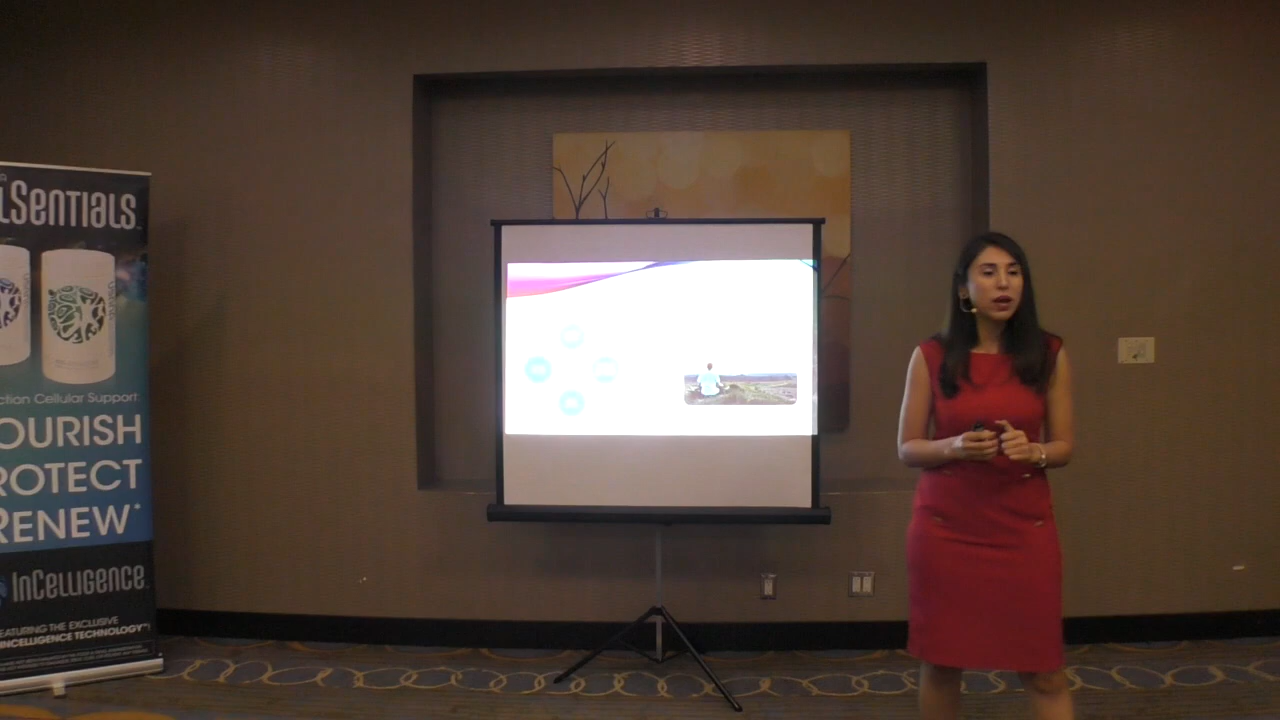 LSentials
ction Cellular Support
OURISH
ROTECT
RENEW*
InCelligence
EATURING THE EXCLUSIVE
INCELLIGENCE TECHNOLOGY